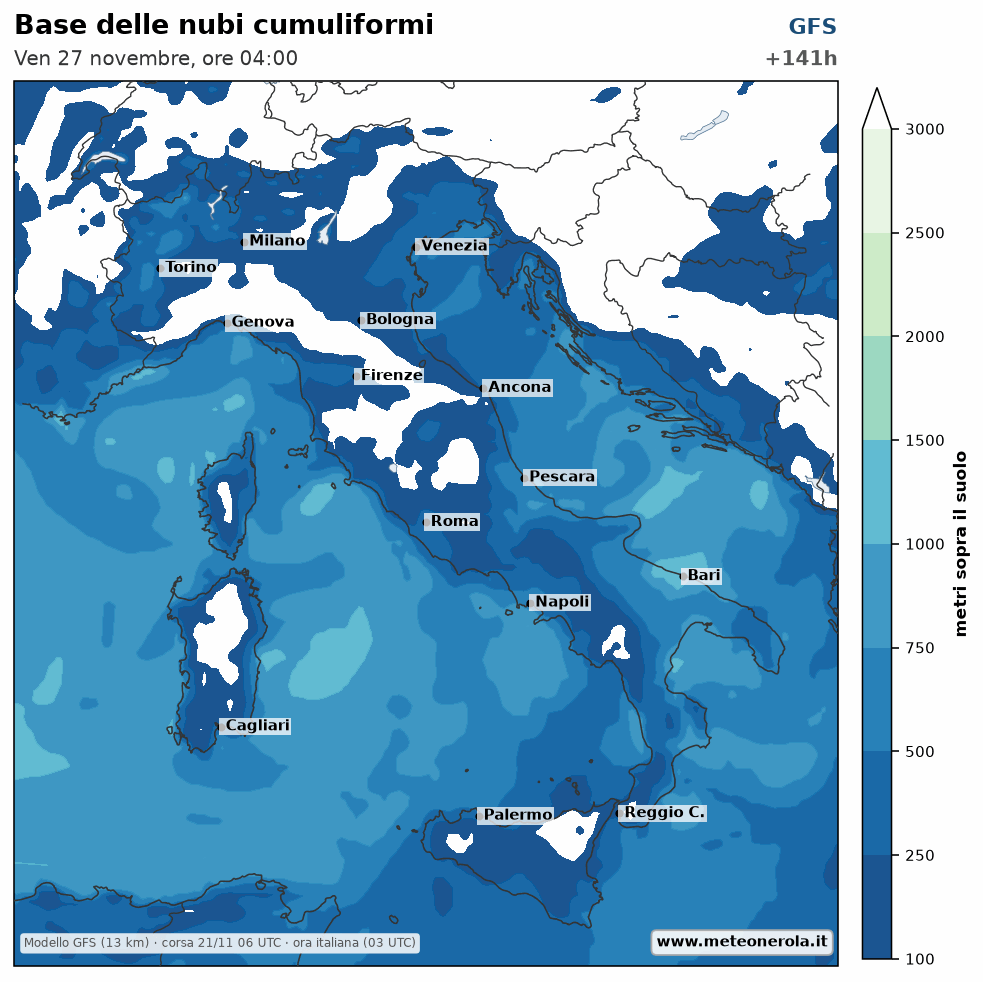 Base delle nubi cumuliformi
GFS
Ven 27 novembre, ore 04:00
+141h
3000
2500
2000
1500
1000
750
500
250
100
metri sopra il suolo
Milano
Venezia
Torino
Genova
Bologna
Firenze
Ancona
Pescara
Roma
Bari
Napoli
Cagliari
Palermo
Reggio C.
Modello GFS (13 km) · corsa 21/11 06 UTC · ora italiana (03 UTC)
www.meteonerola.it